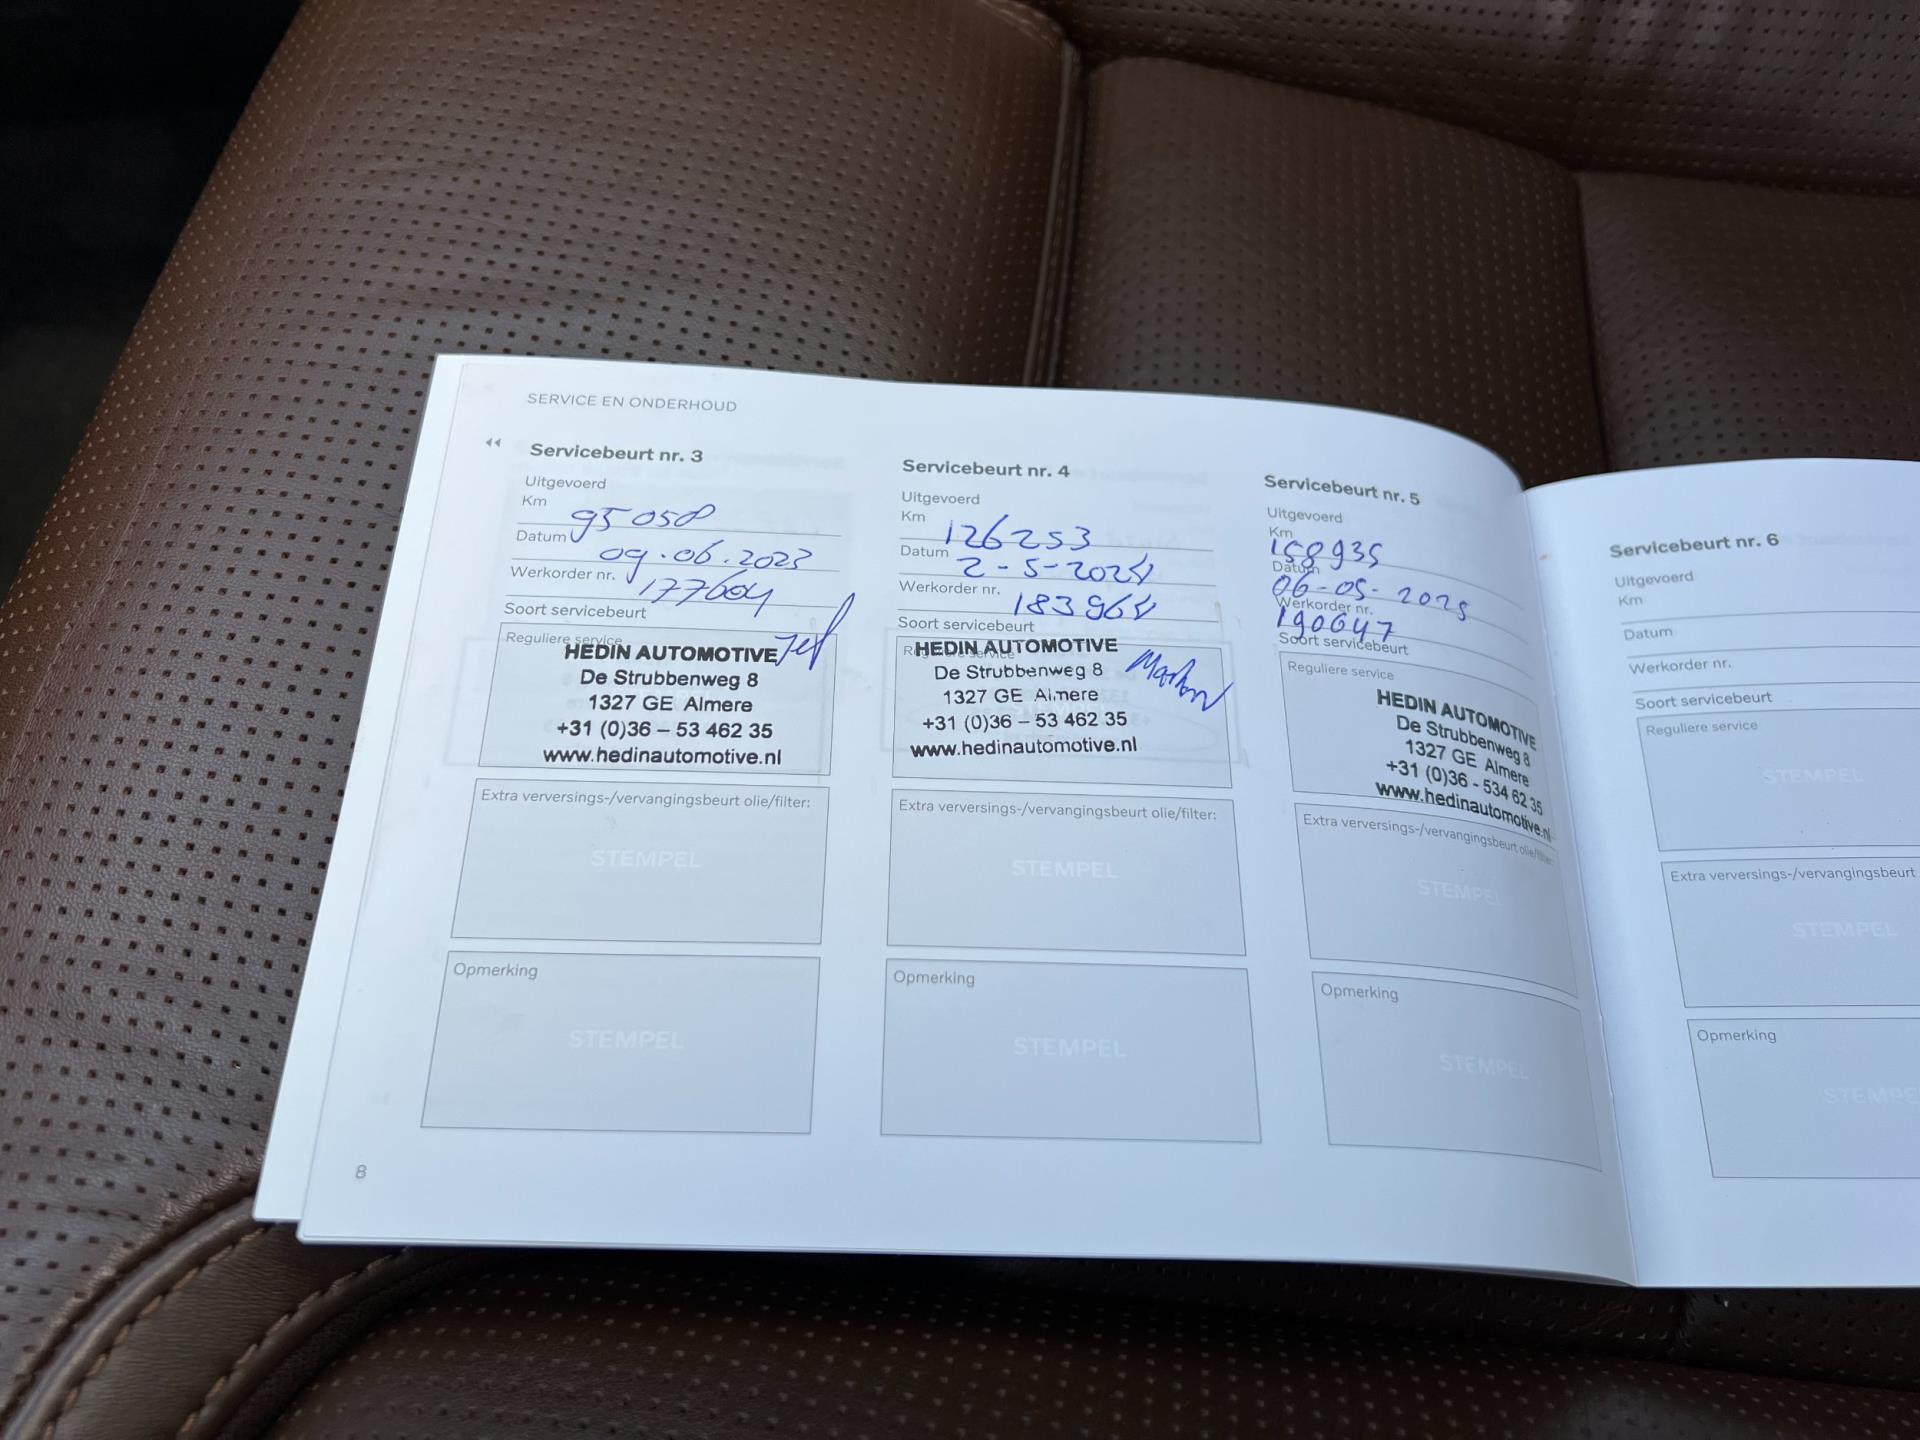 SERVICE EN ONDERHOUD
Servicebeurt nr. 3
Uitgevoerd
Km 95 058
Datum 09.06.2023
Werkorder nr. 177604
Soort servicebeurt
Reguliere service
HEDIN AUTOMOTIVE
De Strubbenweg 8
1327 GE Almere
+31 (0)36 – 53 462 35
www.hedinautomotive.nl
Extra verversings-/vervangingsbeurt olie/filter:
STEMPEL
Opmerking
STEMPEL
Servicebeurt nr. 4
Uitgevoerd
Km 126253
Datum 2-5-2024
Werkorder nr. 183964
Soort servicebeurt
Reguliere service
HEDIN AUTOMOTIVE
De Strubbenweg 8
1327 GE Almere
+31 (0)36 – 53 462 35
www.hedinautomotive.nl
Extra verversings-/vervangingsbeurt olie/filter:
STEMPEL
Opmerking
STEMPEL
Servicebeurt nr. 5
Uitgevoerd
Km 158935
Datum 06-05-2025
Werkorder nr. 190647
Soort servicebeurt
Reguliere service
HEDIN AUTOMOTIVE
De Strubbenweg 8
1327 GE Almere
+31 (0)36 - 534 62 35
www.hedinautomotive.nl
Extra verversings-/vervangingsbeurt olie/filter:
STEMPEL
Opmerking
STEMPEL
8
Servicebeurt nr. 6
Uitgevoerd
Km
Datum
Werkorder nr.
Soort servicebeurt
Reguliere service
STEMPEL
Extra verversings-/vervangingsbeurt
STEMPEL
Opmerking
STEMPE